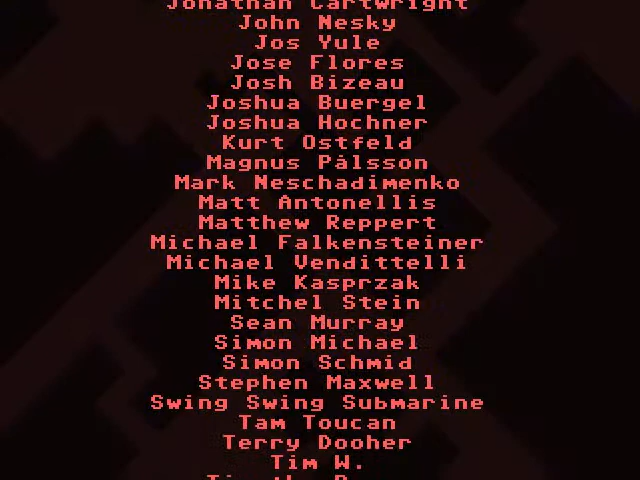 Jonathan Cartwright
John Nesky
Jos Yule
Jose Flores
Josh Bizeau
Joshua Buergel
Joshua Hochner
Kurt Ostfeld
Magnus Pålsson
Mark Neschadimenko
Matt Antonellis
Matthew Reppert
Michael Falkensteiner
Michael Vendittelli
Mike Kasprzak
Mitchel Stein
Sean Murray
Simon Michael
Simon Schmid
Stephen Maxwell
Swing Swing Submarine
Tam Toucan
Terry Dooher
Tim W.